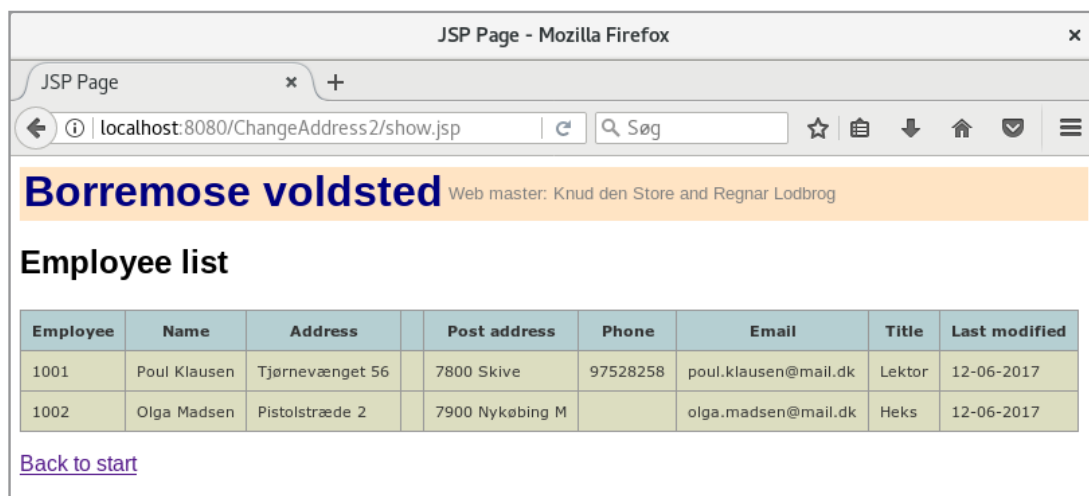 JSP Page - Mozilla Firefox
JSP Page
localhost:8080/ChangeAddress2/show.jsp Søg
Borremose voldsted Web master: Knud den Store and Regnar Lodbrog
Employee list
Employee Name Address Post address Phone Email Title Last modified
1001 Poul Klausen Tjørnevænget 56 7800 Skive 97528258 poul.klausen@mail.dk Lektor 12-06-2017
1002 Olga Madsen Pistolstræde 2 7900 Nykøbing M olga.madsen@mail.dk Heks 12-06-2017
Back to start